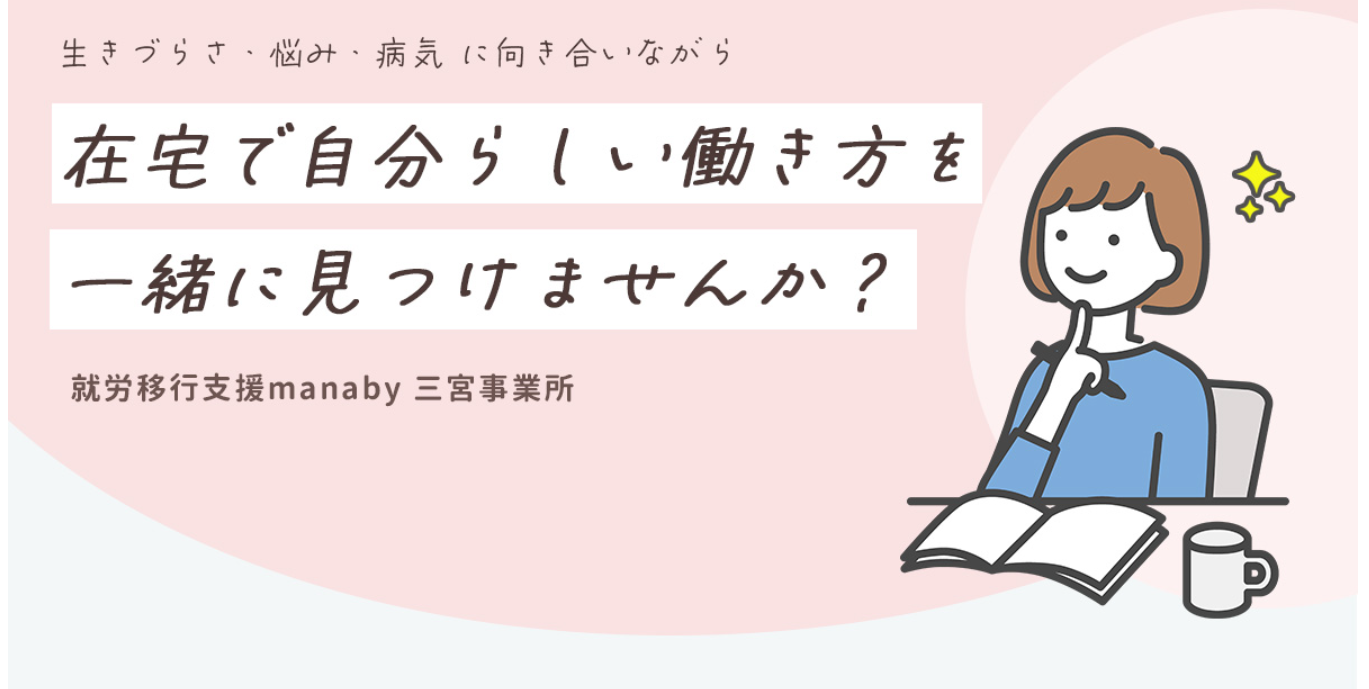 生きづらさ・悩み・病気 に向き合いながら
在宅で自分らしい働き方を
一緒に見つけませんか？
就労移行支援manaby 三宮事業所